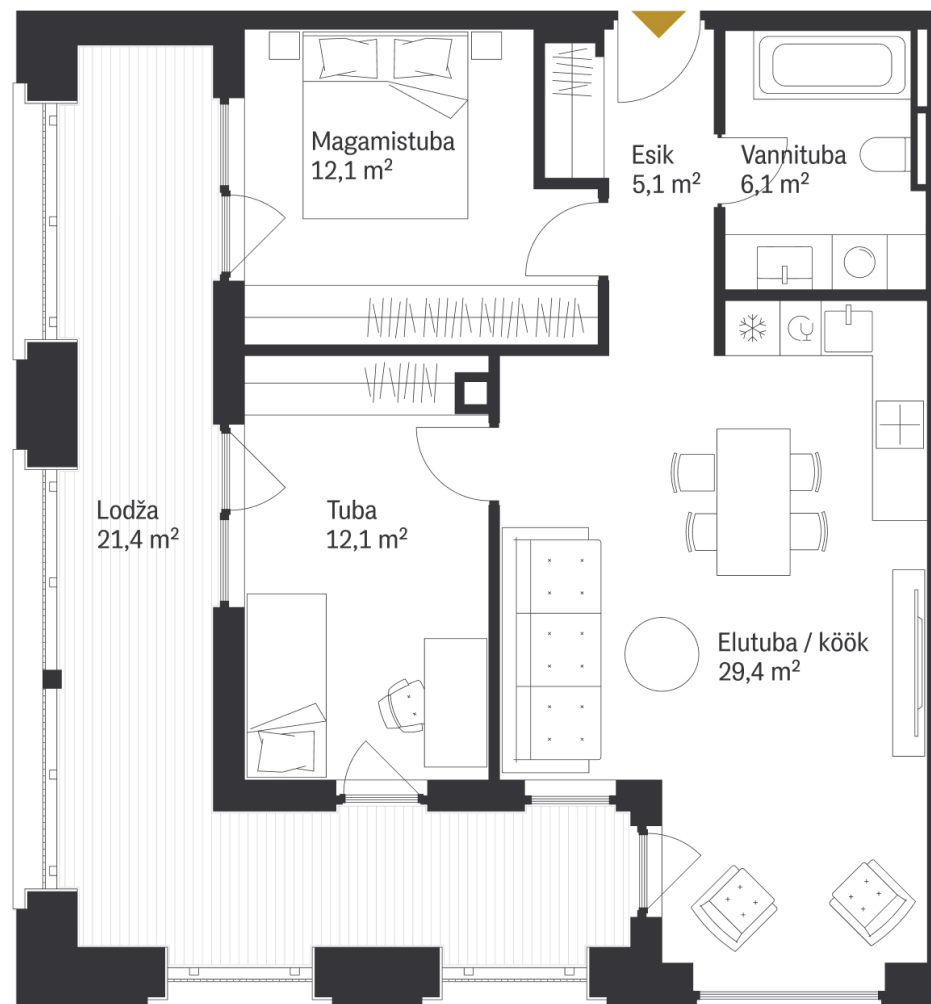 Magamistuba
12,1 m²
Esik
5,1 m²
Vannituba
6,1 m²
Lodža
21,4 m²
Tuba
12,1 m²
Elutuba / köök
29,4 m²